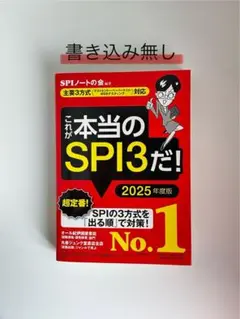 書き込み無し
SPIノートの会 編著
主要3方式
対応
これが
本当の
SPI3だ!
2025年度版
超定番!
SPIの3方式を
「出る順」で対策!
No.1